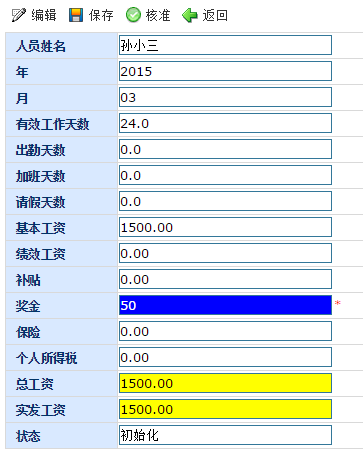 编辑 保存 核准 返回
人员姓名 孙小三
年 2015
月 03
有效工作天数 24.0
出勤天数 0.0
加班天数 0.0
请假天数 0.0
基本工资 1500.00
绩效工资 0.00
补贴 0.00
奖金 50 *
保险 0.00
个人所得税 0.00
总工资 1500.00
实发工资 1500.00
状态 初始化